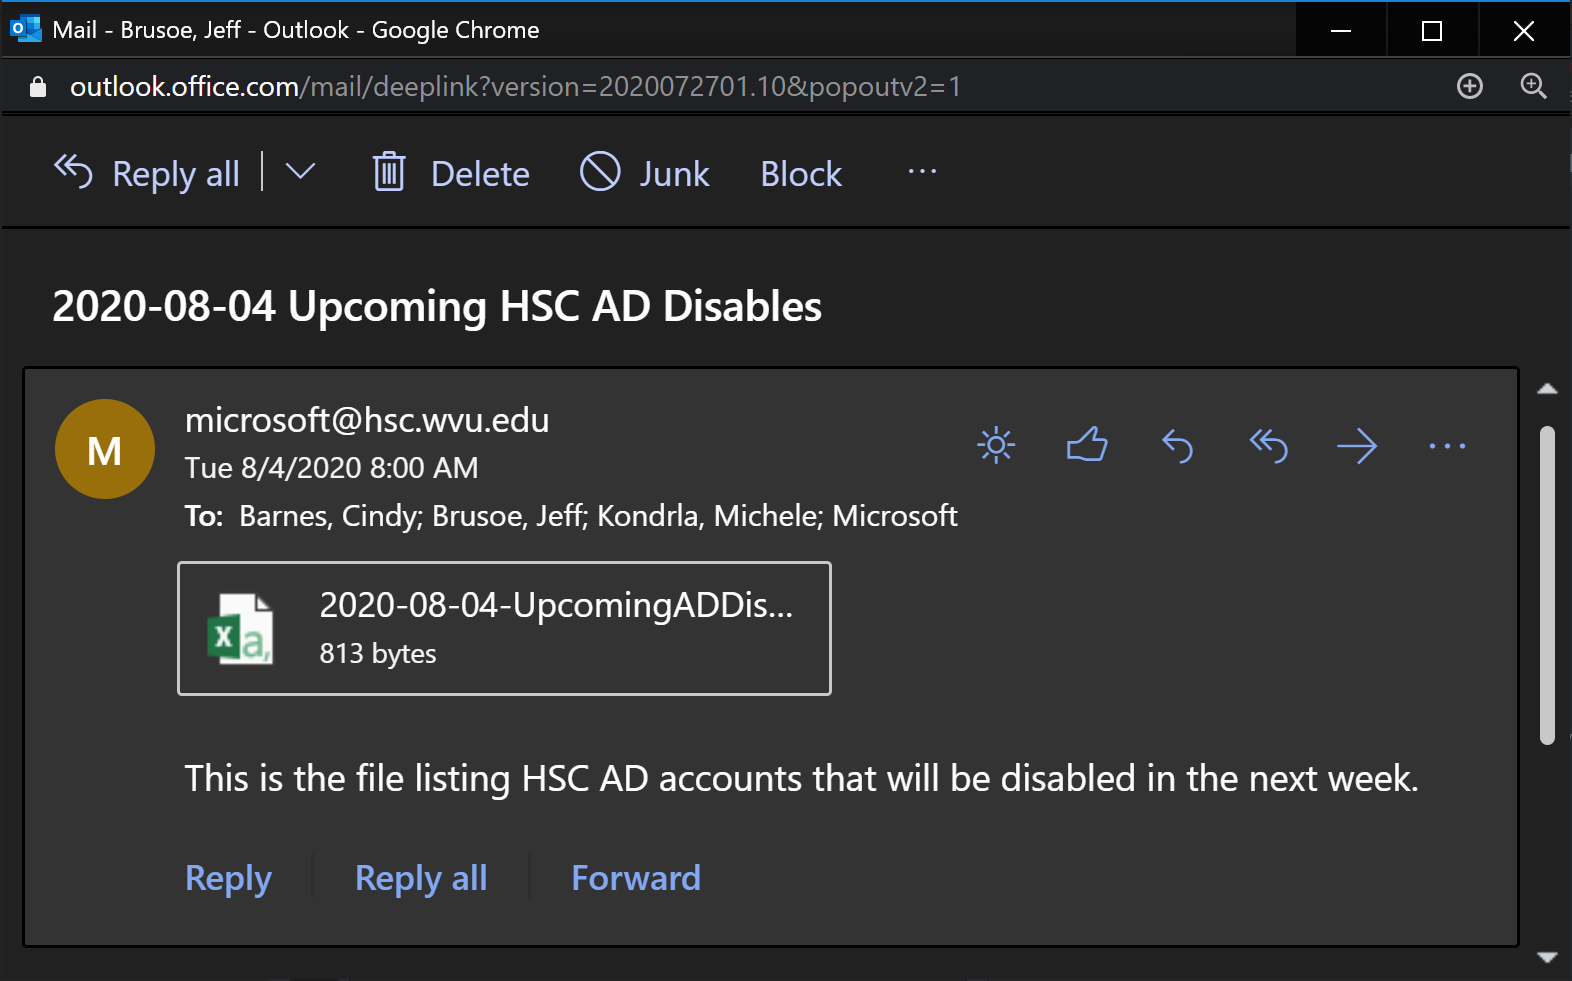 Mail - Brusoe, Jeff - Outlook - Google Chrome
outlook.office.com/mail/deeplink?version=2020072701.10&popoutv2=1
Reply all Delete Junk Block ...
2020-08-04 Upcoming HSC AD Disables
M
microsoft@hsc.wvu.edu
Tue 8/4/2020 8:00 AM
To: Barnes, Cindy; Brusoe, Jeff; Kondrla, Michele; Microsoft
2020-08-04-UpcomingADDis...
813 bytes
This is the file listing HSC AD accounts that will be disabled in the next week.
Reply Reply all Forward